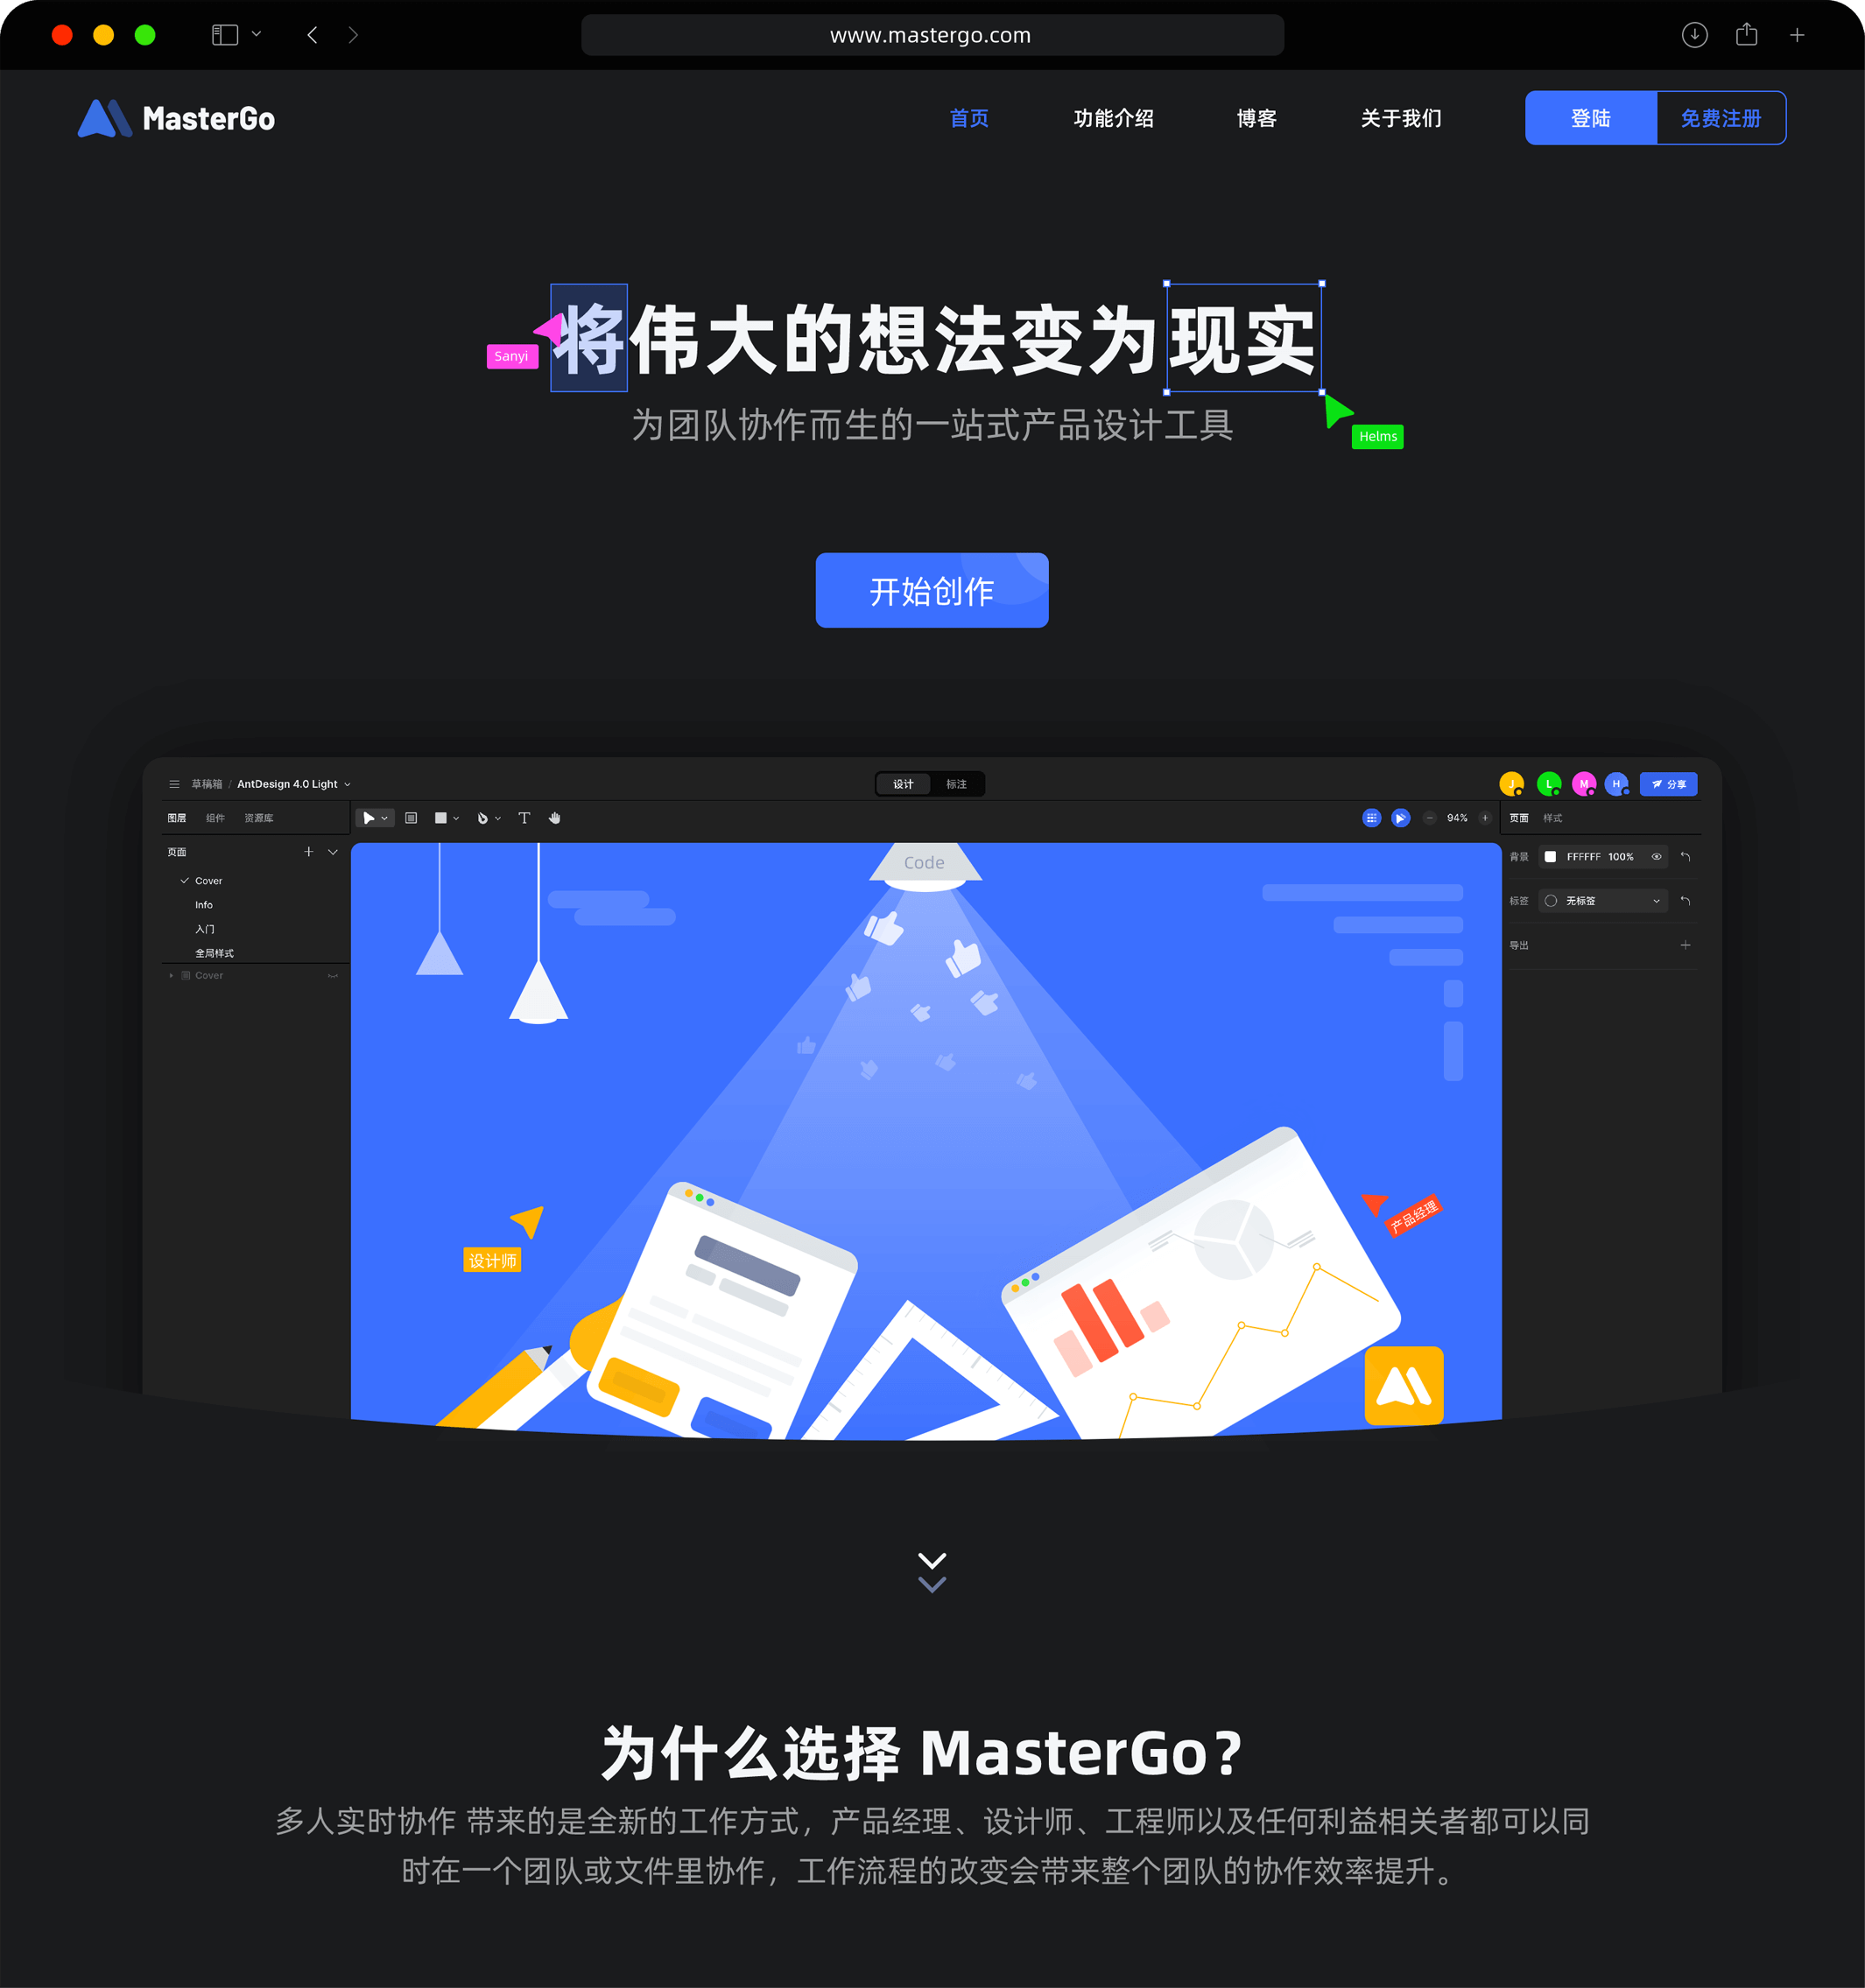 www.mastergo.com
MasterGo
首页 功能介绍 博客 关于我们 登陆 免费注册
将伟大的想法变为现实
Sanyi
为团队协作而生的一站式产品设计工具
Helms
开始创作
草稿箱 / AntDesign 4.0 Light 设计 标注 J L M H 分享
图层 组件 资源库 T 94% 页面 样式
页面
Cover
Info
入门
全局样式
Cover
Code
背景 FFFFFF 100%
标签 无标签
导出
设计师
产品经理
为什么选择 MasterGo?
多人实时协作 带来的是全新的工作方式，产品经理、设计师、工程师以及任何利益相关者都可以同
时在一个团队或文件里协作，工作流程的改变会带来整个团队的协作效率提升。